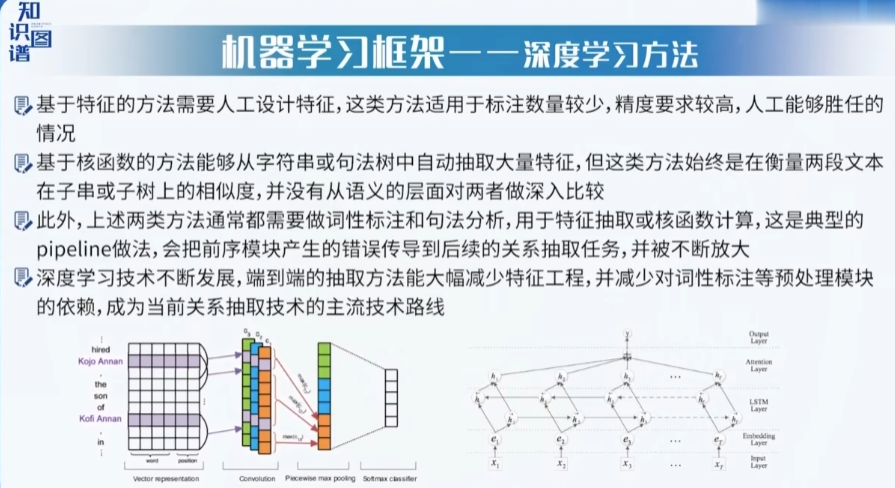 知识图谱
机器学习框架——深度学习方法
基于特征的方法需要人工设计特征,这类方法适用于标注数量较少,精度要求较高,人工能够胜任的
情况
基于核函数的方法能够从字符串或句法树中自动抽取大量特征,但这类方法始终是在衡量两段文本
在子串或子树上的相似度,并没有从语义的层面对两者做深入比较
此外,上述两类方法通常都需要做词性标注和句法分析,用于特征抽取或核函数计算,这是典型的
pipeline做法,会把前序模块产生的错误传导到后续的关系抽取任务,并被不断放大
深度学习技术不断发展,端到端的抽取方法能大幅减少特征工程,并减少对词性标注等预处理模块
的依赖,成为当前关系抽取技术的主流技术路线
hired
Kojo Annan
,
the
son
of
Kofi Annan
,
in
word position
Vector representation
Convolution
Piecewise max pooling
Softmax classifier
y
Output
Layer
Attention
Layer
LSTM
Layer
e1 e2 e3 ... eT
Embedding
Layer
x1 x2 x3 ... xT
Input
Layer